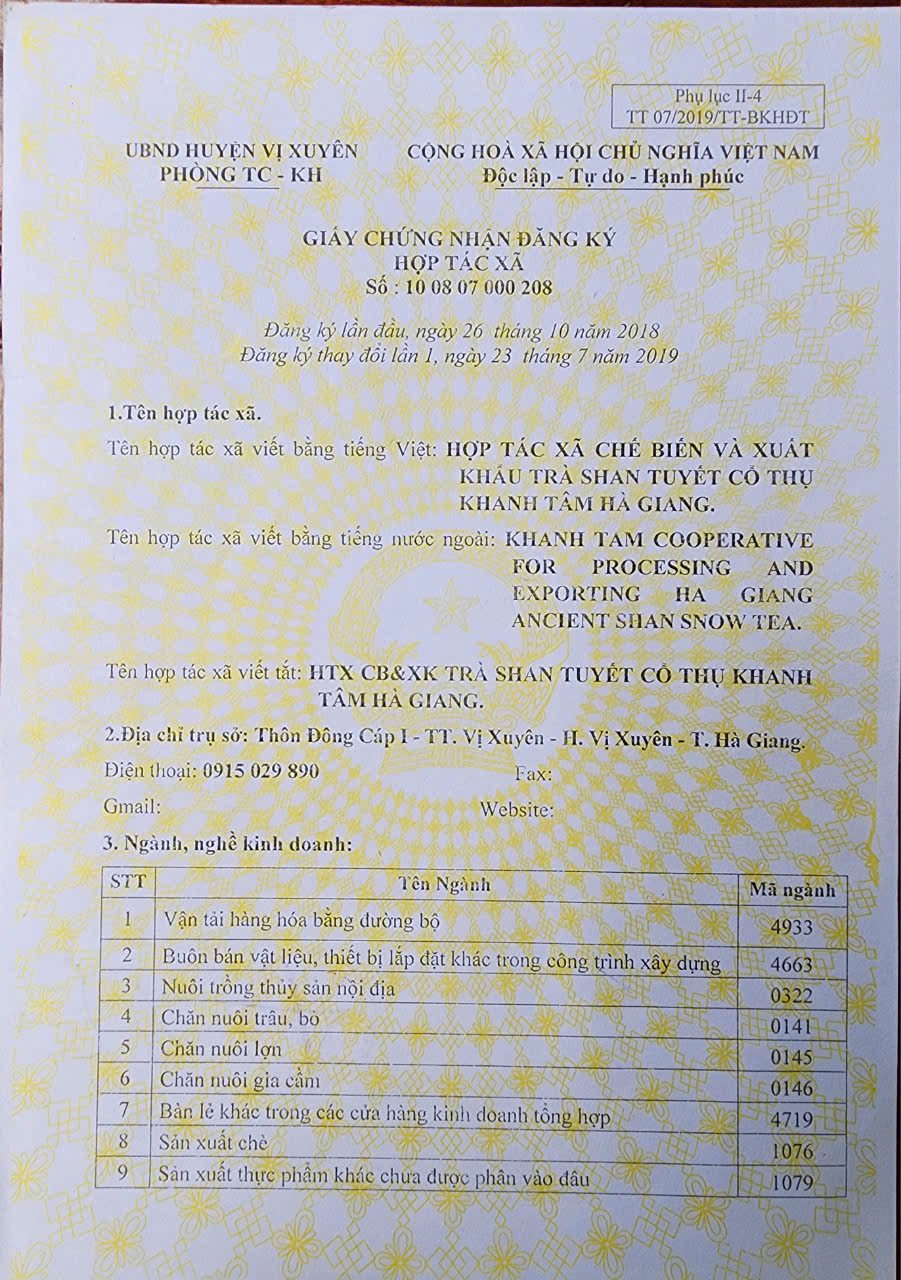 Phụ lục II-4
TT 07/2019/TT-BKHĐT
UBND HUYỆN VỊ XUYÊN
PHÒNG TC - KH
CỘNG HOÀ XÃ HỘI CHỦ NGHĨA VIỆT NAM
Độc lập - Tự do - Hạnh phúc
GIẤY CHỨNG NHẬN ĐĂNG KÝ
HỢP TÁC XÃ
Số : 10 08 07 000 208
Đăng ký lần đầu, ngày 26 tháng 10 năm 2018
Đăng ký thay đổi lần 1, ngày 23 tháng 7 năm 2019
1.Tên hợp tác xã.
Tên hợp tác xã viết bằng tiếng Việt: HỢP TÁC XÃ CHẾ BIẾN VÀ XUẤT
KHẨU TRÀ SHAN TUYẾT CỔ THỤ
KHANH TÂM HÀ GIANG.
Tên hợp tác xã viết bằng tiếng nước ngoài: KHANH TAM COOPERATIVE
FOR PROCESSING AND
EXPORTING HA GIANG
ANCIENT SHAN SNOW TEA.
Tên hợp tác xã viết tắt: HTX CB&XK TRÀ SHAN TUYẾT CỔ THỤ KHANH
TÂM HÀ GIANG.
2.Địa chỉ trụ sở: Thôn Đông Cáp I - TT. Vị Xuyên - H. Vị Xuyên - T. Hà Giang.
Điện thoại: 0915 029 890 Fax:
Gmail: Website:
3. Ngành, nghề kinh doanh:
STT Tên Ngành Mã ngành
1 Vận tải hàng hóa bằng đường bộ 4933
2 Buôn bán vật liệu, thiết bị lắp đặt khác trong công trình xây dựng 4663
3 Nuôi trồng thủy sản nội địa 0322
4 Chăn nuôi trâu, bò 0141
5 Chăn nuôi lợn 0145
6 Chăn nuôi gia cầm 0146
7 Bán lẻ khác trong các cửa hàng kinh doanh tổng hợp 4719
8 Sản xuất chè 1076
9 Sản xuất thực phẩm khác chưa được phân vào đâu 1079